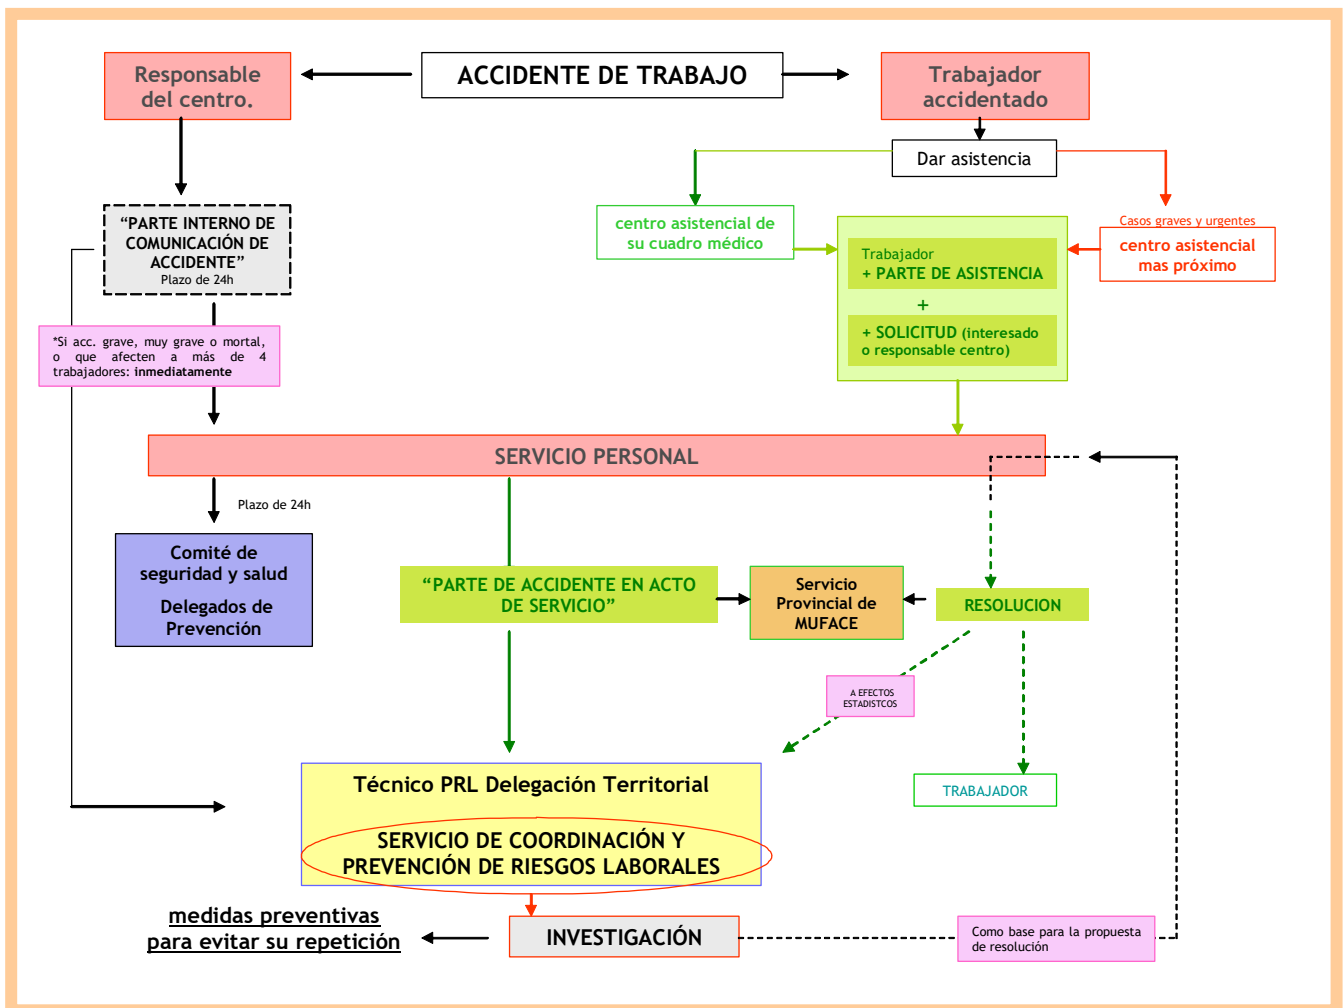 ACCIDENTE DE TRABAJO
Responsable
del centro.
Trabajador
accidentado
Dar asistencia
“PARTE INTERNO DE
COMUNICACIÓN DE
ACCIDENTE”
Plazo de 24h
centro asistencial de
su cuadro médico
Casos graves y urgentes
centro asistencial
mas próximo
Trabajador
+ PARTE DE ASISTENCIA
+
+ SOLICITUD (interesado
o responsable centro)
*Si acc. grave, muy grave o mortal,
o que afecten a más de 4
trabajadores: inmediatamente
SERVICIO PERSONAL
Plazo de 24h
Comité de
seguridad y salud
Delegados de
Prevención
“PARTE DE ACCIDENTE EN ACTO
DE SERVICIO”
Servicio
Provincial de
MUFACE
RESOLUCION
A EFECTOS
ESTADISTCOS
TRABAJADOR
Técnico PRL Delegación Territorial
SERVICIO DE COORDINACIÓN Y
PREVENCIÓN DE RIESGOS LABORALES
medidas preventivas
para evitar su repetición
INVESTIGACIÓN
Como base para la propuesta
de resolución